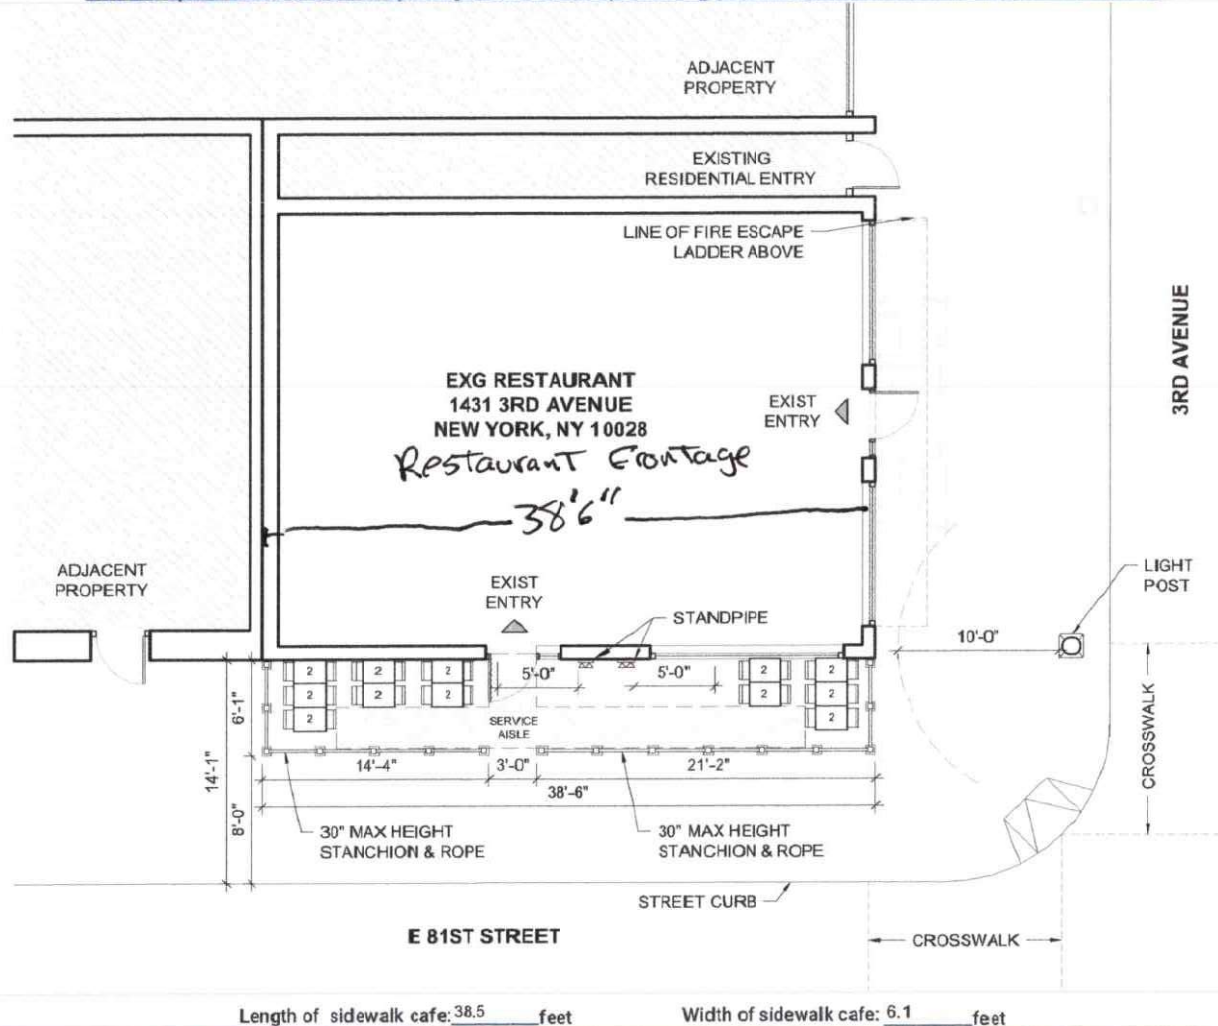 ADJACENT
PROPERTY
EXISTING
RESIDENTIAL ENTRY
LINE OF FIRE ESCAPE
LADDER ABOVE
3RD AVENUE
EXG RESTAURANT
1431 3RD AVENUE
NEW YORK, NY 10028
EXIST
ENTRY
Restaurant Frontage
38'6"
ADJACENT
PROPERTY
EXIST
ENTRY
STANDPIPE
LIGHT
POST
10'-0"
5'-0"
5'-0"
2
2
2
2
2
2
2
2
2
2
2
2
2
2
SERVICE
AISLE
6'-1"
14'-1"
8'-0"
14'-4"
3'-0"
21'-2"
38'-6"
CROSSWALK
30" MAX HEIGHT
STANCHION & ROPE
30" MAX HEIGHT
STANCHION & ROPE
STREET CURB
E 81ST STREET
CROSSWALK
Length of sidewalk cafe: 38.5 feet
Width of sidewalk cafe: 6.1 feet